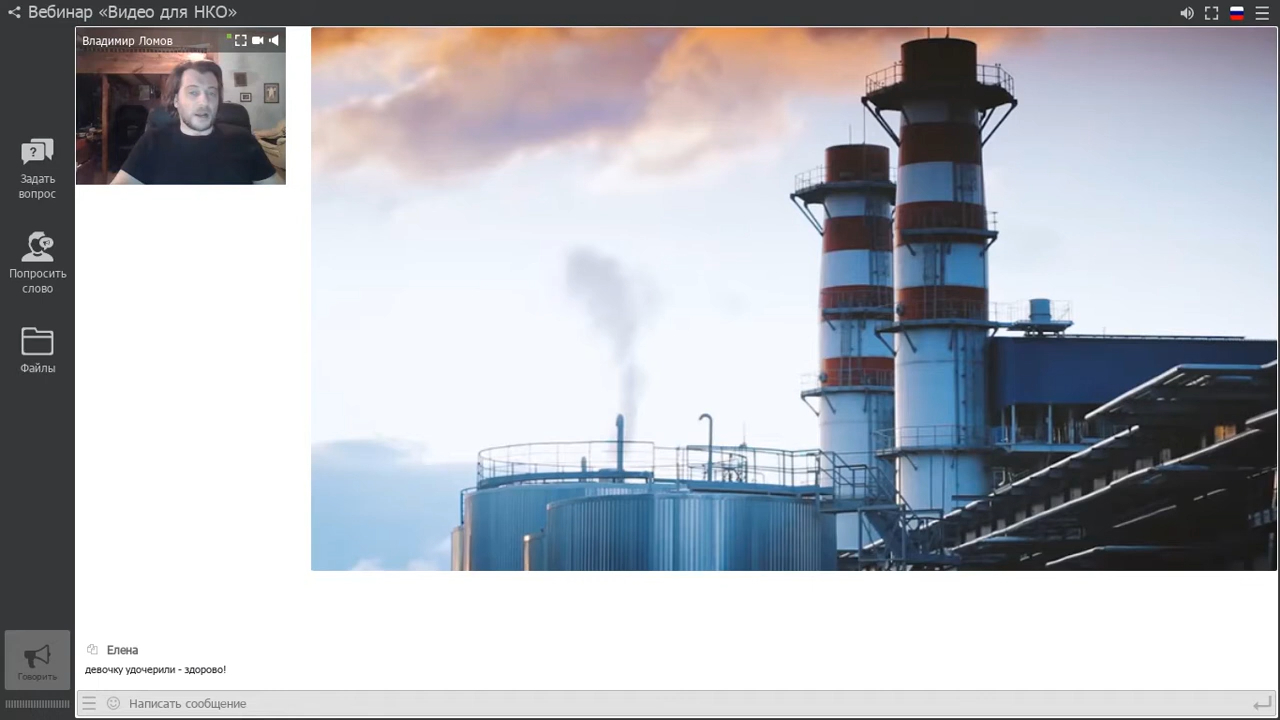 Вебинар «Видео для НКО»
Владимир Ломов
Задать
вопрос
Попросить
слово
Файлы
Елена
девочку удочерили - здорово!
Говорить
Написать сообщение